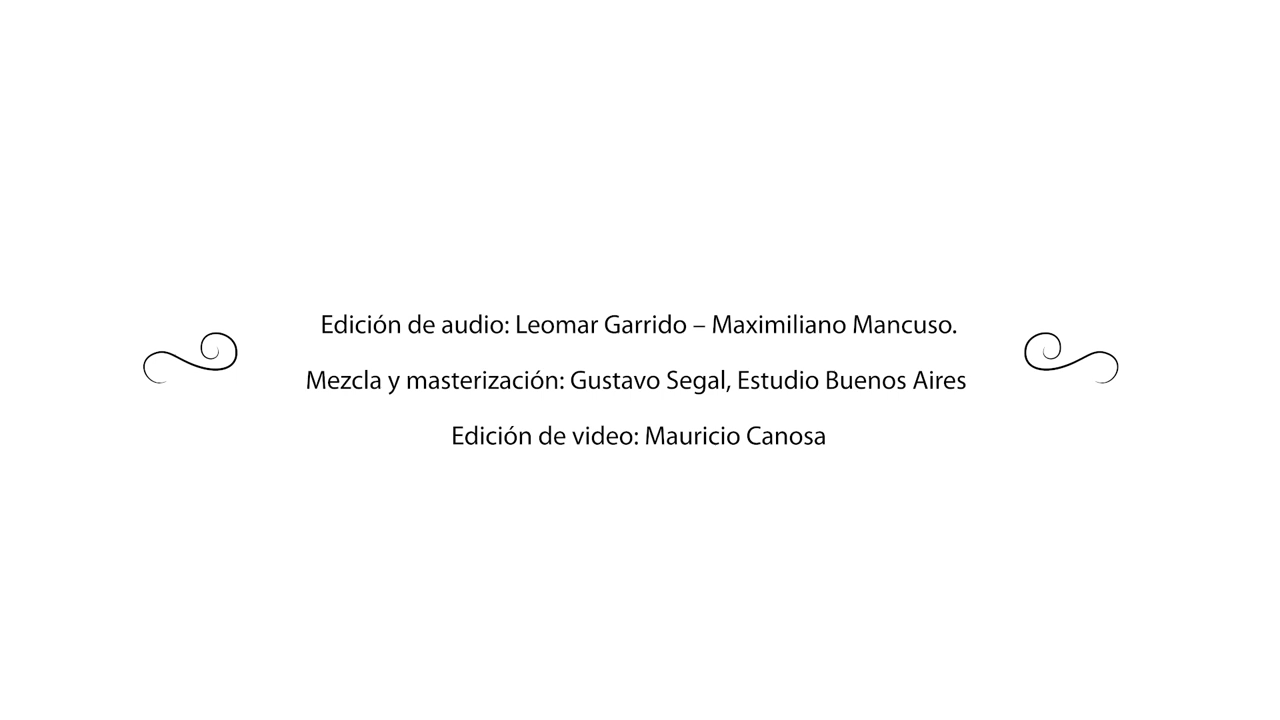 Edición de audio: Leomar Garrido – Maximiliano Mancuso.
Mezcla y masterización: Gustavo Segal, Estudio Buenos Aires
Edición de video: Mauricio Canosa